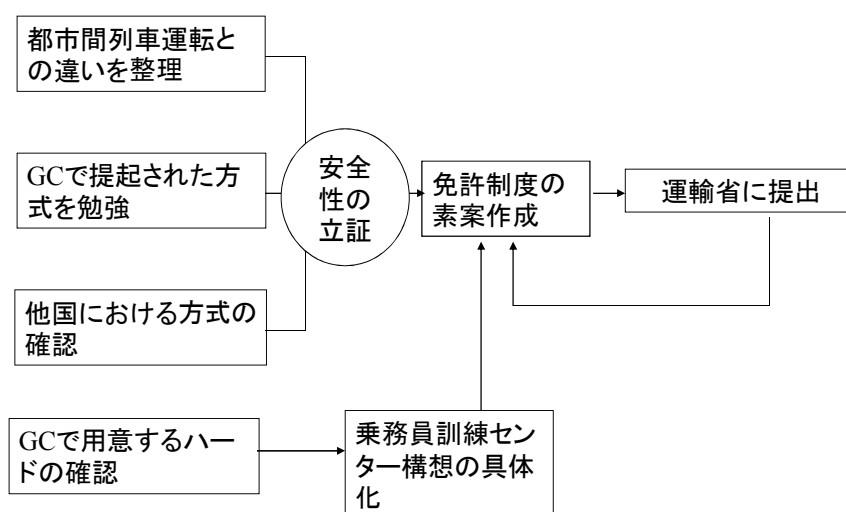 都市間列車運転と
の違いを整理
GCで提起された方
式を勉強
他国における方式の
確認
安全
性の
立証
免許制度の
素案作成
運輸省に提出
GCで用意するハー
ドの確認
乗務員訓練セン
ター構想の具体
化